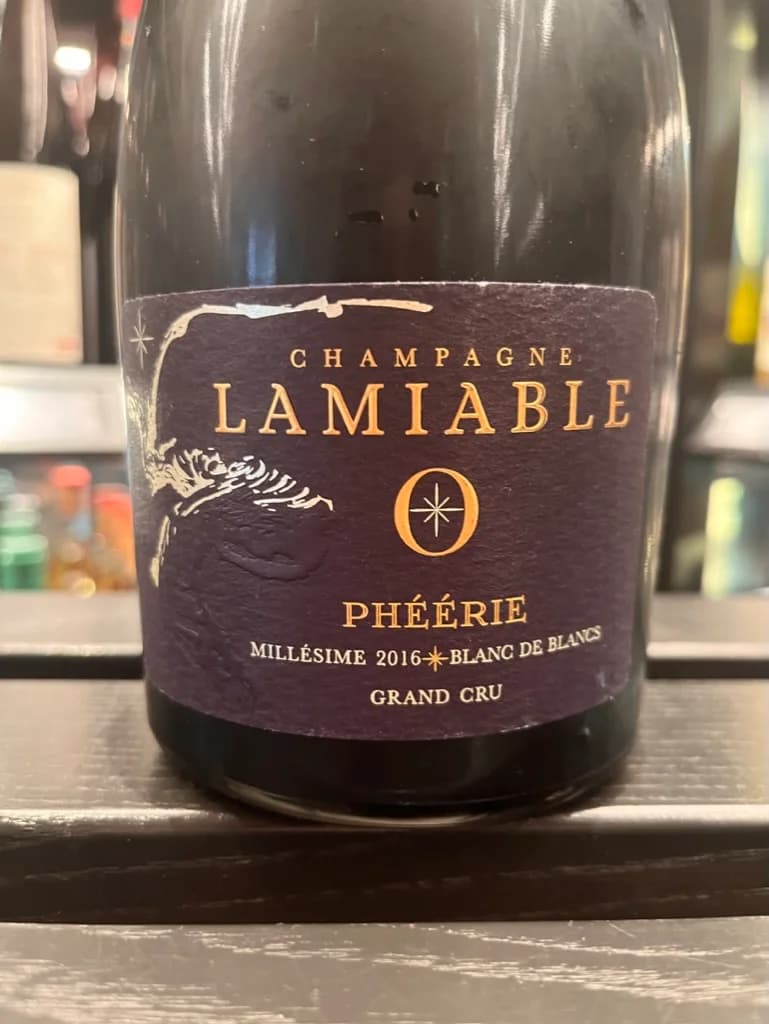 CHAMPAGNE
LAMIABLE
O
PHÉÉRIE
MILLÉSIME 2016 BLANC DE BLANCS
GRAND CRU